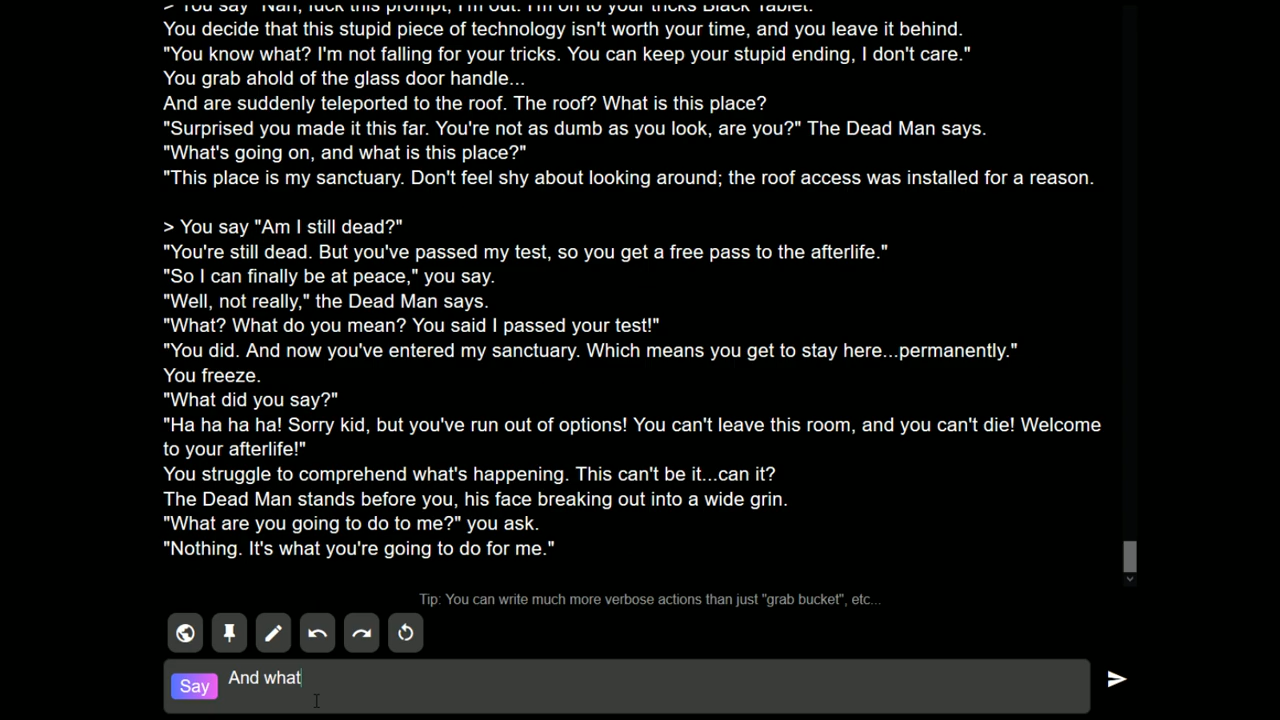 > You say "Nah, fuck this prompt, I'm out. I'm on to your tricks Black Tablet."
You decide that this stupid piece of technology isn't worth your time, and you leave it behind.
"You know what? I'm not falling for your tricks. You can keep your stupid ending, I don't care."
You grab ahold of the glass door handle...
And are suddenly teleported to the roof. The roof? What is this place?
"Surprised you made it this far. You're not as dumb as you look, are you?" The Dead Man says.
"What's going on, and what is this place?"
"This place is my sanctuary. Don't feel shy about looking around; the roof access was installed for a reason.
> You say "Am I still dead?"
"You're still dead. But you've passed my test, so you get a free pass to the afterlife."
"So I can finally be at peace," you say.
"Well, not really," the Dead Man says.
"What? What do you mean? You said I passed your test!"
"You did. And now you've entered my sanctuary. Which means you get to stay here...permanently."
You freeze.
"What did you say?"
"Ha ha ha ha! Sorry kid, but you've run out of options! You can't leave this room, and you can't die! Welcome
to your afterlife!"
You struggle to comprehend what's happening. This can't be it...can it?
The Dead Man stands before you, his face breaking out into a wide grin.
"What are you going to do to me?" you ask.
"Nothing. It's what you're going to do for me."
Tip: You can write much more verbose actions than just "grab bucket", etc...
Say And what